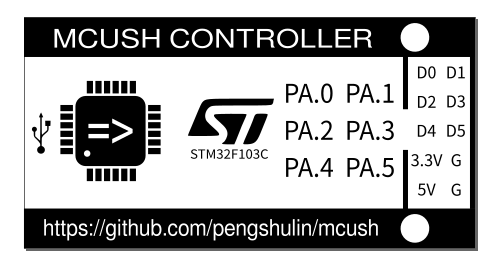 MCUSH CONTROLLER
=>
ST
STM32F103C
PA.0 PA.1
PA.2 PA.3
PA.4 PA.5
D0 D1
D2 D3
D4 D5
3.3V G
5V G
https://github.com/pengshulin/mcush